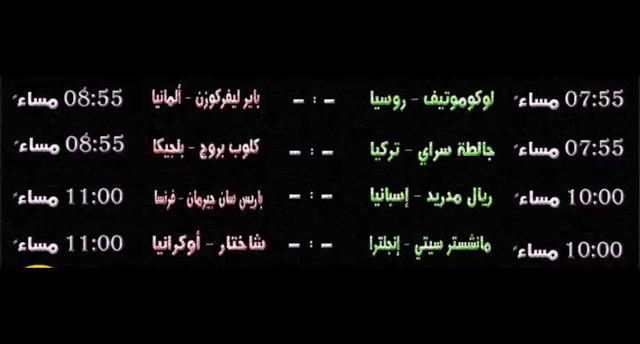 07:55 مساءً لوكوموتيف - روسيا - : - باير ليفركوزن - ألمانيا 08:55 مساءً
07:55 مساءً جالطة سراي - تركيا - : - كلوب بروج - بلجيكا 08:55 مساءً
10:00 مساءً ريال مدريد - إسبانيا - : - باريس سان جيرمان - فرنسا 11:00 مساءً
10:00 مساءً مانشستر سيتي - إنجلترا - : - شاختار - أوكرانيا 11:00 مساءً